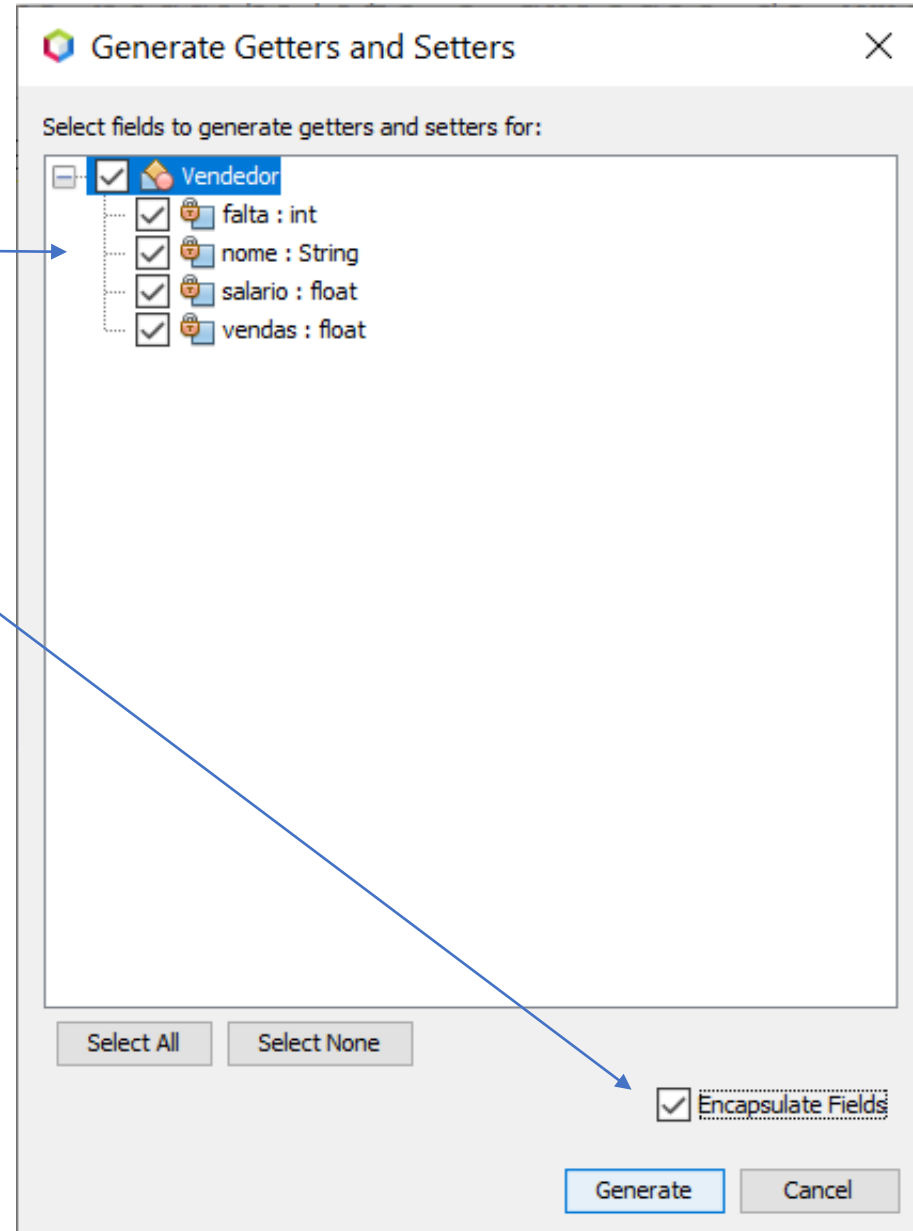 Generate Getters and Setters
Select fields to generate getters and setters for:
Vendedor
falta : int
nome : String
salario : float
vendas : float
Select All Select None
Encapsulate Fields
Generate Cancel